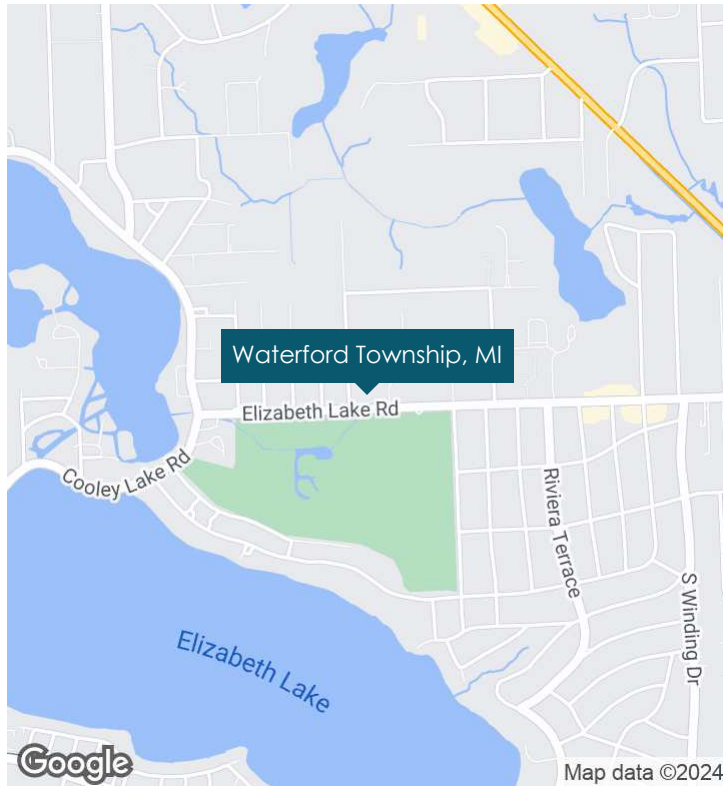 Waterford Township, MI
Elizabeth Lake Rd
Cooley Lake Rd
Riviera Terrace
S Winding Dr
Elizabeth Lake
Google
Map data ©2024